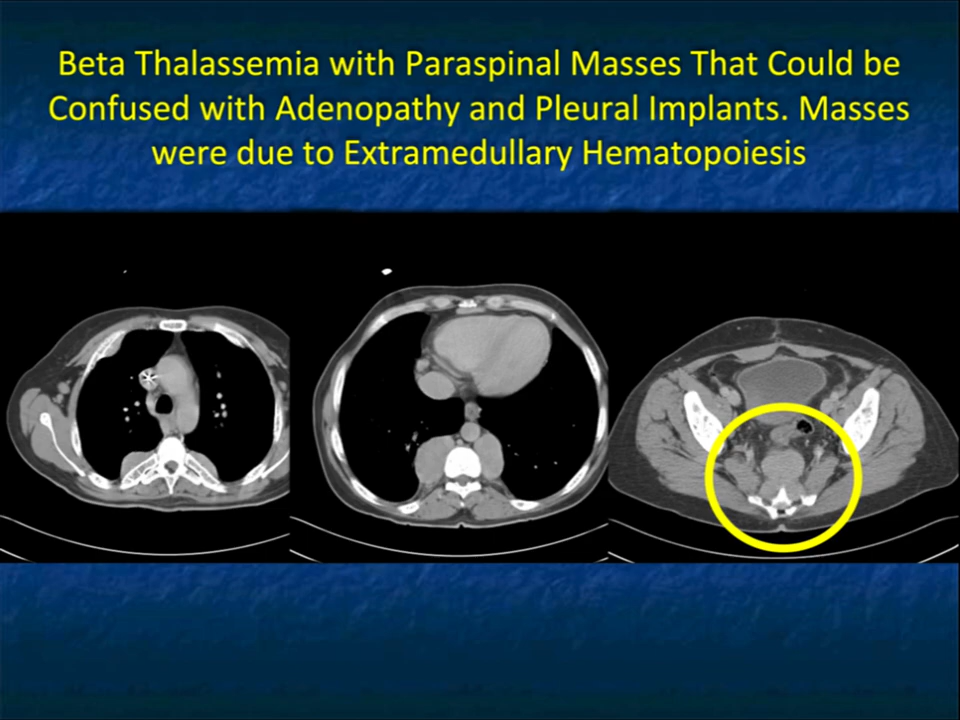 Beta Thalassemia with Paraspinal Masses That Could be
Confused with Adenopathy and Pleural Implants. Masses
were due to Extramedullary Hematopoiesis